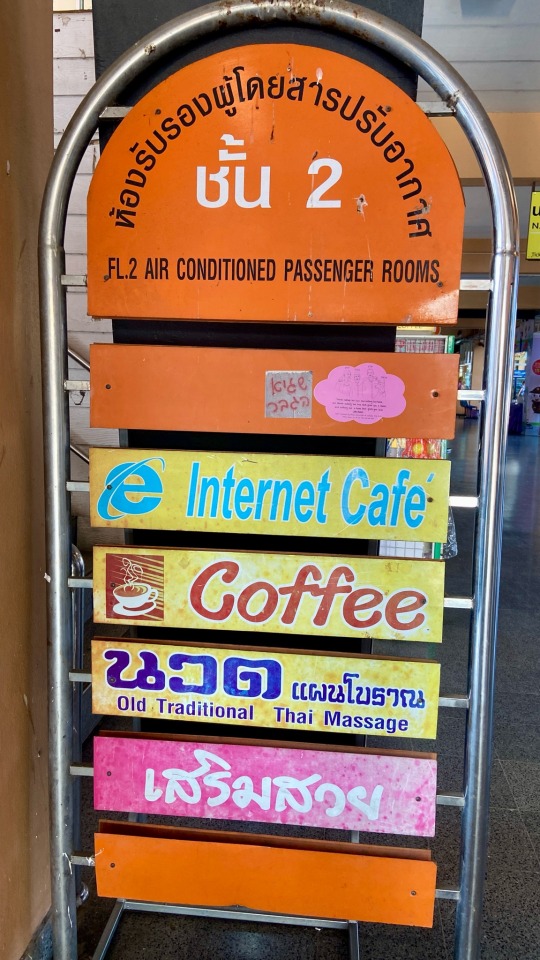 ห้องรับรองผู้โดยสารปรับอากาศ
ชั้น 2
FL.2 AIR CONDITIONED PASSENGER ROOMS
Internet Cafe'
Coffee
นวด แผนโบราณ
Old Traditional Thai Massage
เสริมสวย